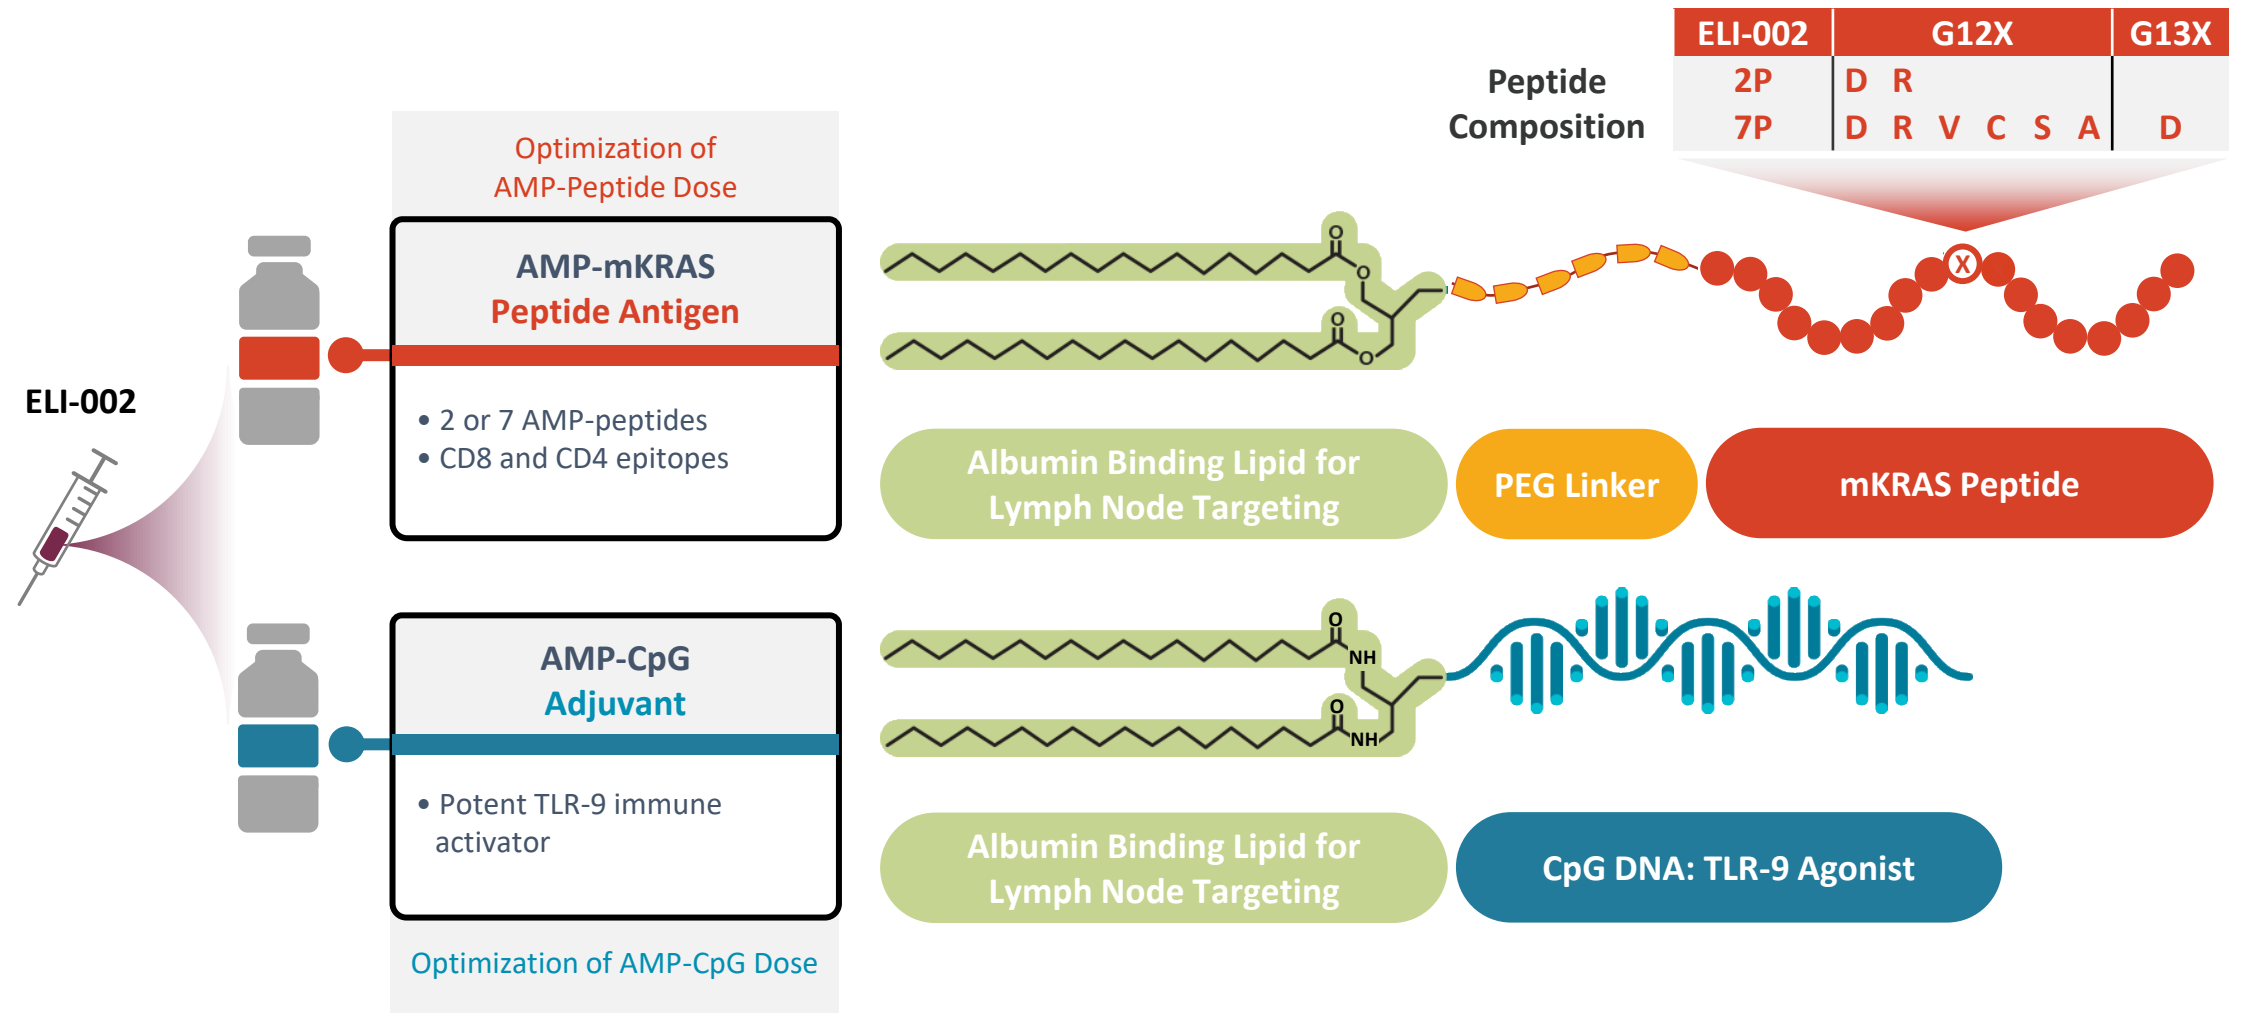 ELI-002 G12X G13X
2P D R
7P D R V C S A D
Peptide
Composition
Optimization of
AMP-Peptide Dose
AMP-mKRAS
Peptide Antigen
• 2 or 7 AMP-peptides
• CD8 and CD4 epitopes
ELI-002
O
O
O
O
X
Albumin Binding Lipid for
Lymph Node Targeting
PEG Linker
mKRAS Peptide
AMP-CpG
Adjuvant
• Potent TLR-9 immune
activator
O
NH
O
NH
Albumin Binding Lipid for
Lymph Node Targeting
CpG DNA: TLR-9 Agonist
Optimization of AMP-CpG Dose